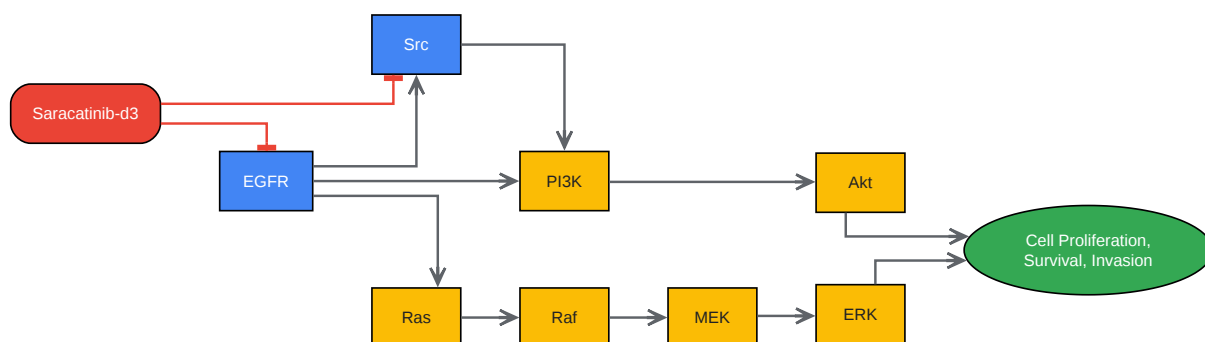 Src
Saracatinib-d3
EGFR
PI3K
Akt
Cell Proliferation,
Survival, Invasion
Ras
Raf
MEK
ERK